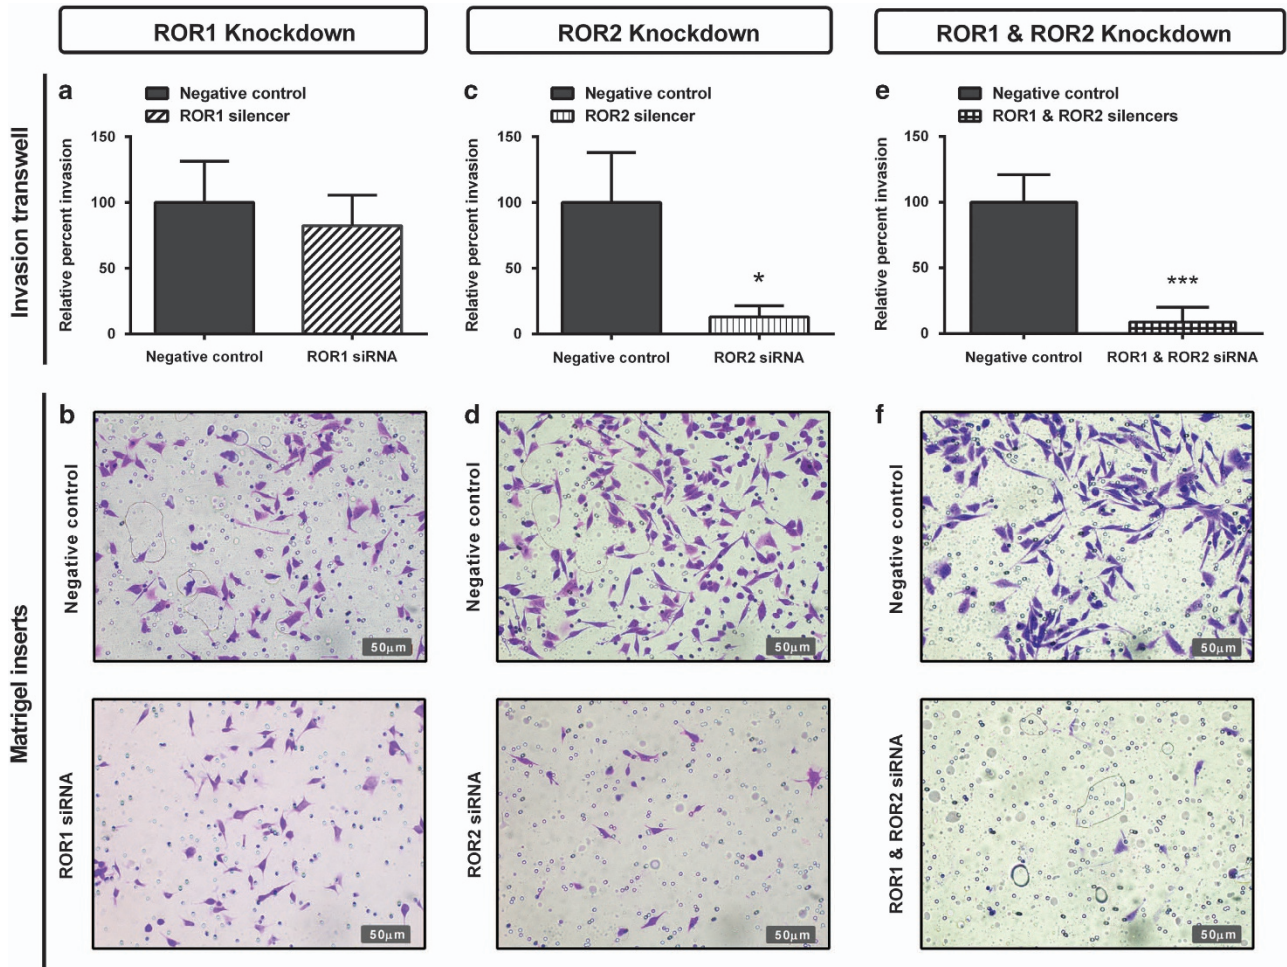 ROR1 Knockdown
ROR2 Knockdown
ROR1 & ROR2 Knockdown
Invasion transwell
a
Negative control
ROR1 silencer
Relative percent invasion
150
100
50
0
Negative control
ROR1 siRNA
c
Negative control
ROR2 silencer
Relative percent invasion
150
100
50
0
*
Negative control
ROR2 siRNA
e
Negative control
ROR1 & ROR2 silencers
Relative percent invasion
150
100
50
0
***
Negative control
ROR1 & ROR2 siRNA
Matrigel inserts
b
Negative control
50μm
ROR1 siRNA
50μm
d
Negative control
50μm
ROR2 siRNA
50μm
f
Negative control
50μm
ROR1 & ROR2 siRNA
50μm